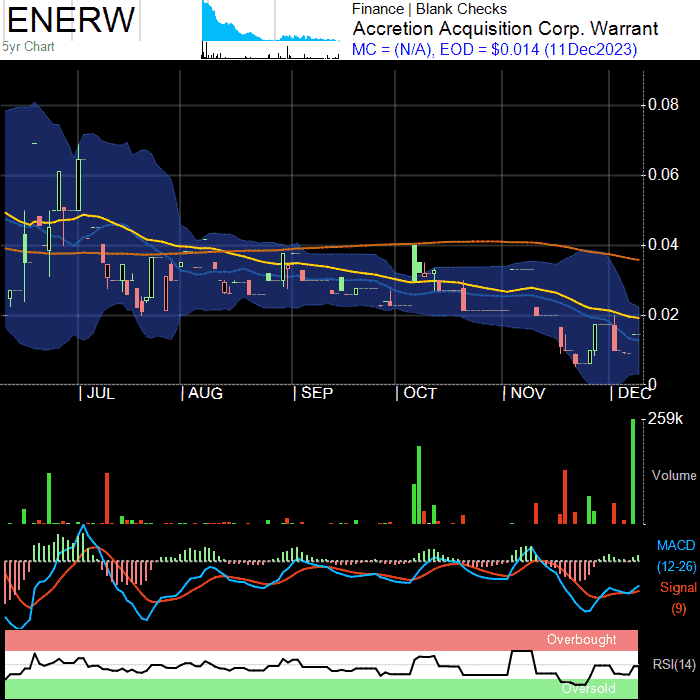 ENERW
5yr Chart
Finance | Blank Checks
Accretion Acquisition Corp. Warrant
MC = (N/A), EOD = $0.014 (11Dec2023)
0.08
0.06
0.04
0.02
0
| JUL
| AUG
| SEP
| OCT
| NOV
| DEC
259k
Volume
MACD
(12-26)
Signal
(9)
Overbought
RSI(14)
Oversold